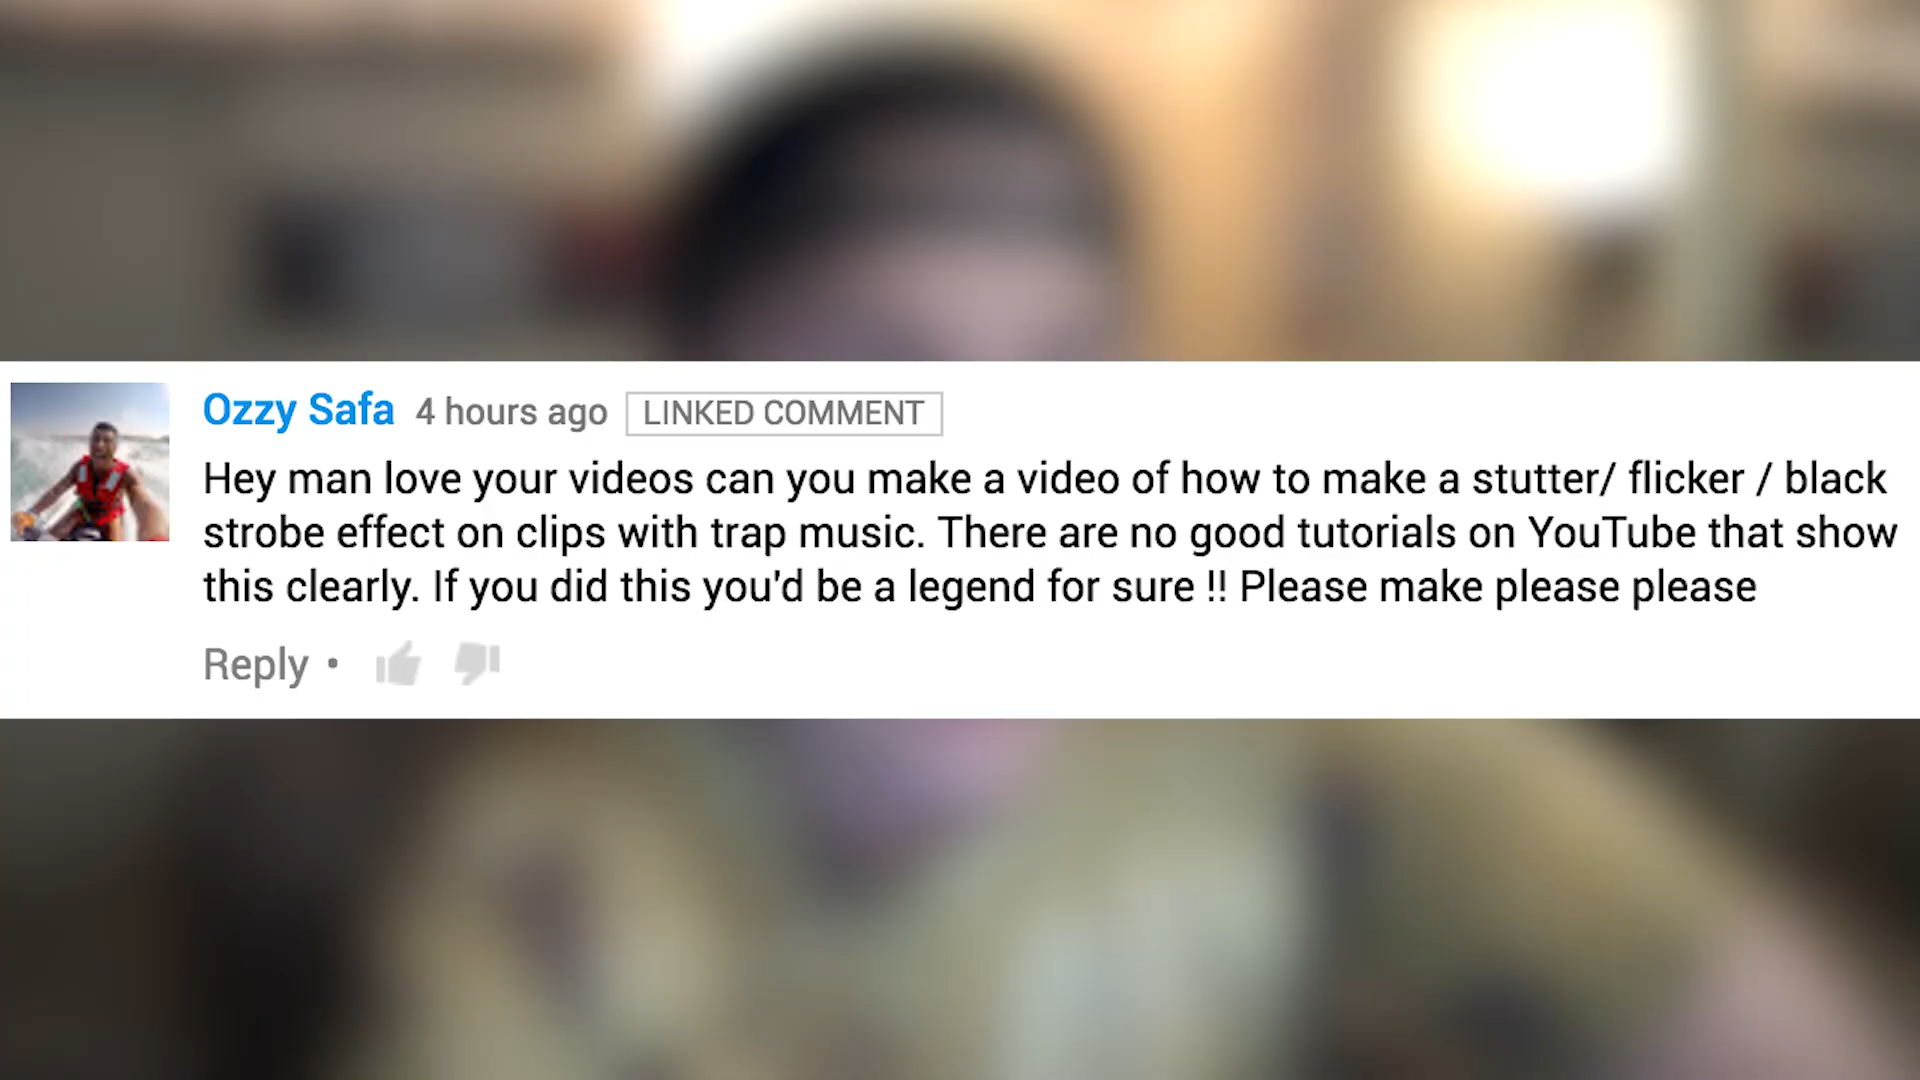 Ozzy Safa 4 hours ago LINKED COMMENT
Hey man love your videos can you make a video of how to make a stutter/ flicker / black
strobe effect on clips with trap music. There are no good tutorials on YouTube that show
this clearly. If you did this you'd be a legend for sure !! Please make please please
Reply •